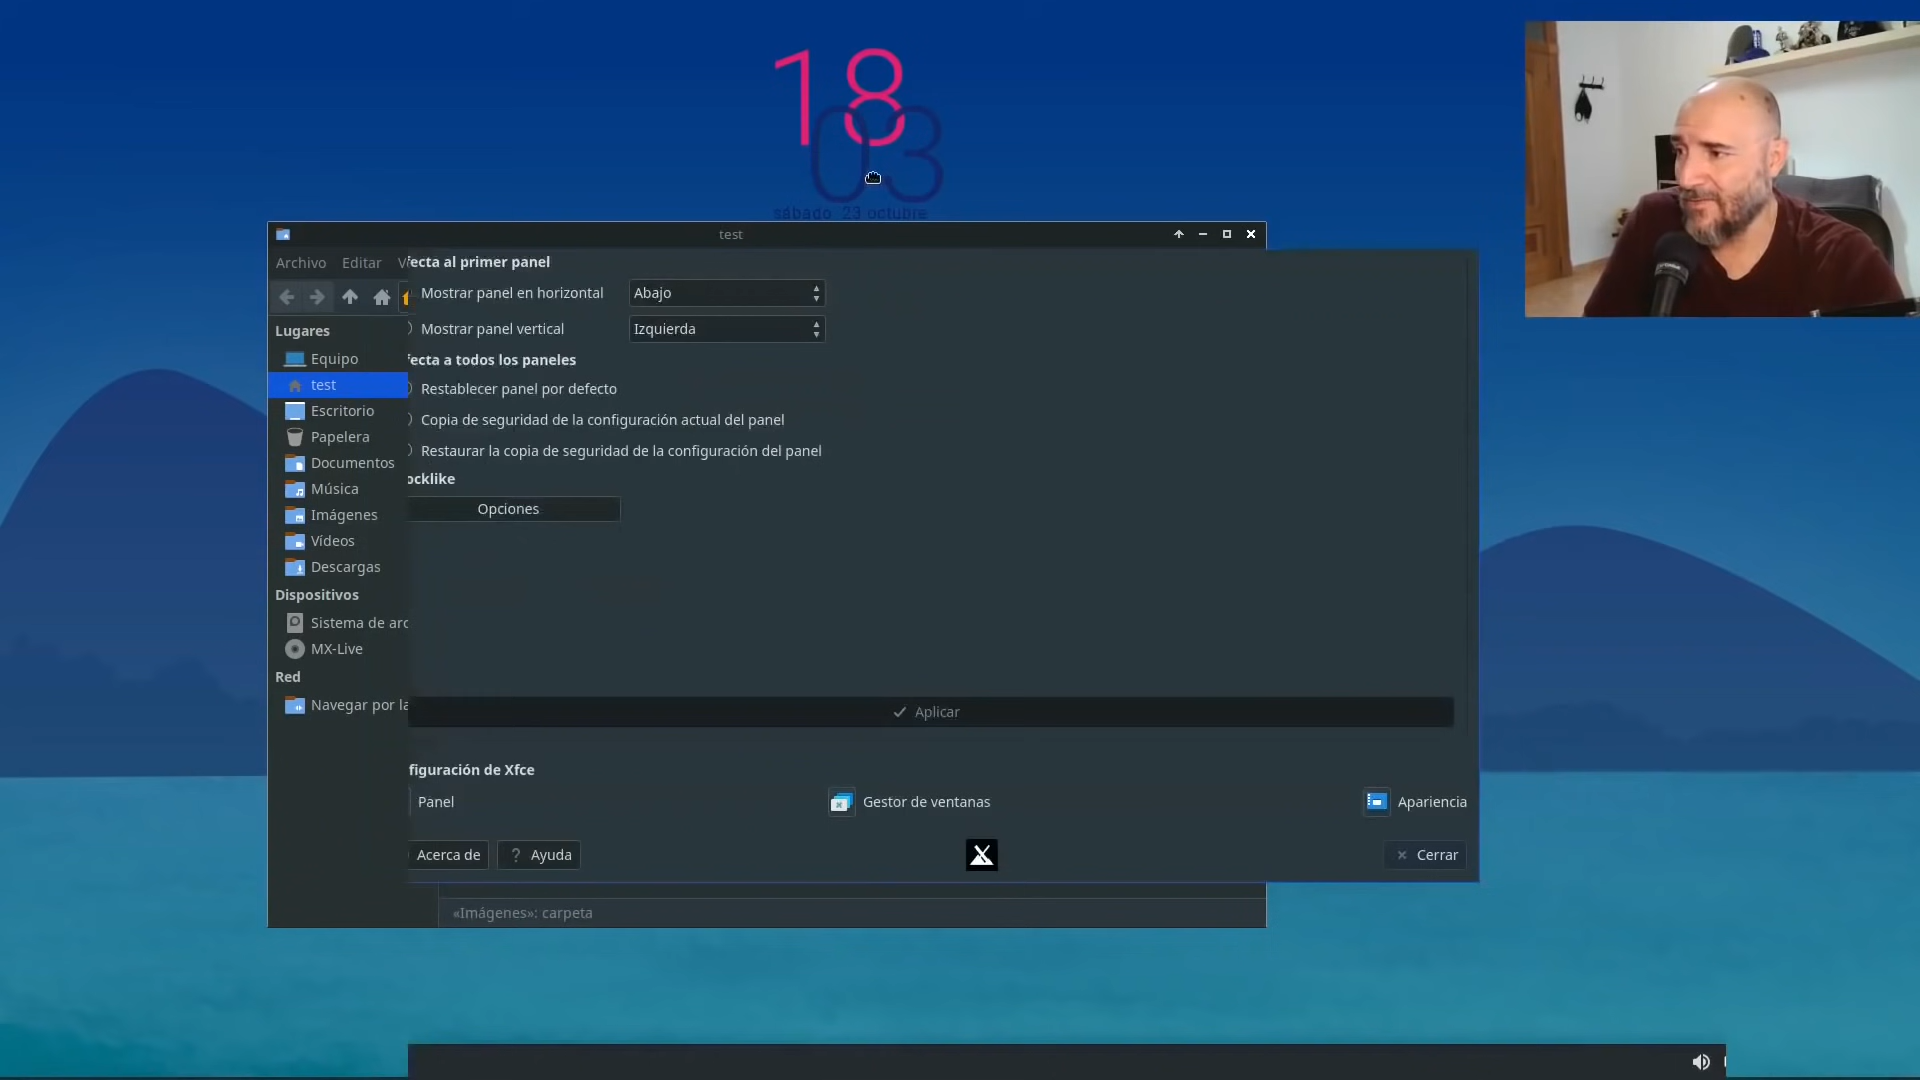 18
03
sábado 23 octubre
test
Archivo Editar V
Lugares
Equipo
test
Escritorio
Papelera
Documentos
Música
Imágenes
Vídeos
Descargas
Dispositivos
Sistema de arc
MX-Live
Red
Navegar por la
fecta al primer panel
Mostrar panel en horizontal Abajo
Mostrar panel vertical Izquierda
fecta a todos los paneles
Restablecer panel por defecto
Copia de seguridad de la configuración actual del panel
Restaurar la copia de seguridad de la configuración del panel
ocklike
Opciones
Aplicar
figuración de Xfce
Panel Gestor de ventanas Apariencia
Acerca de ? Ayuda Cerrar
«Imágenes»: carpeta